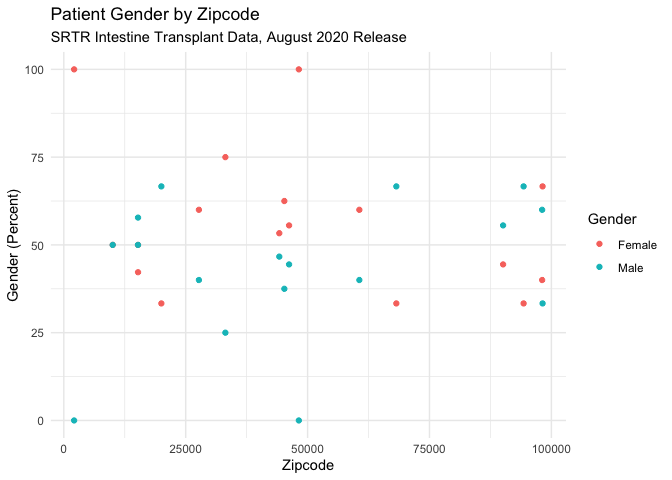 Patient Gender by Zipcode
SRTR Intestine Transplant Data, August 2020 Release
Gender (Percent)
100
75
50
25
0
0
25000
50000
75000
100000
Zipcode
Gender
Female
Male